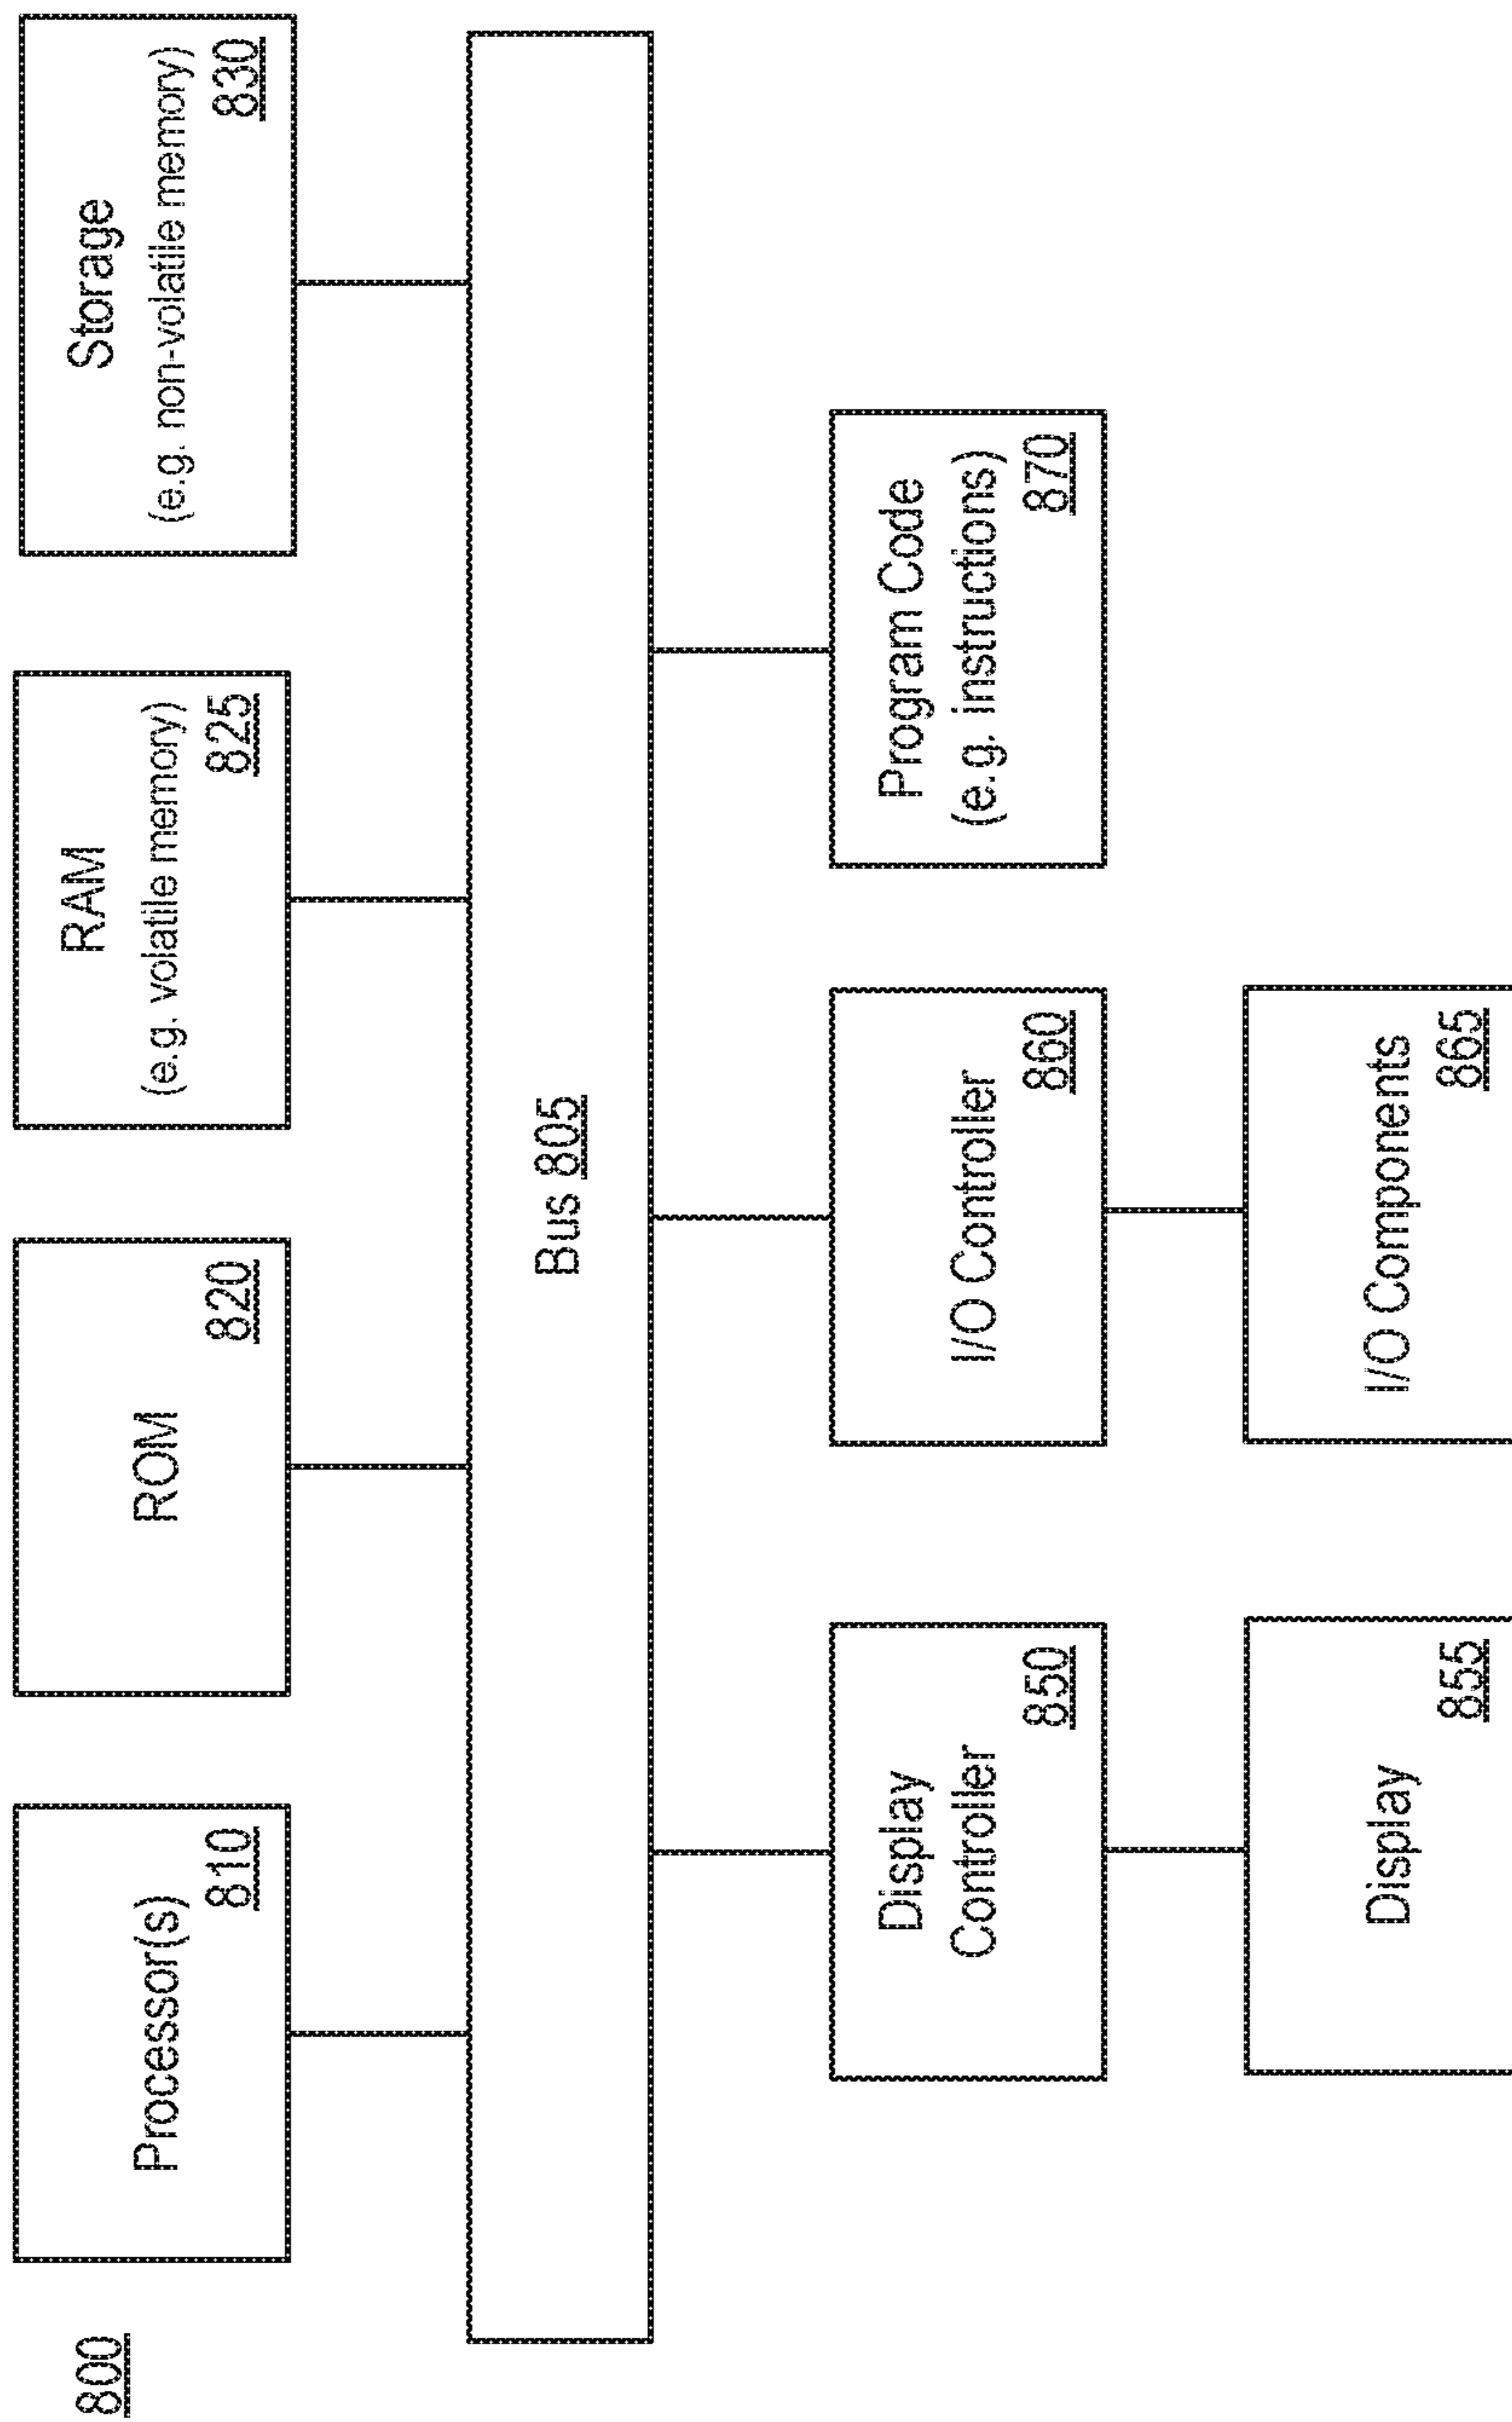 800
Processor(s)
810
ROM
820
RAM
(e.g. volatile memory)
825
Storage
(e.g. non-volatile memory)
830
Bus 805
Display
Controller
850
I/O Controller
860
Program Code
(e.g. instructions)
870
Display
855
I/O Components
865